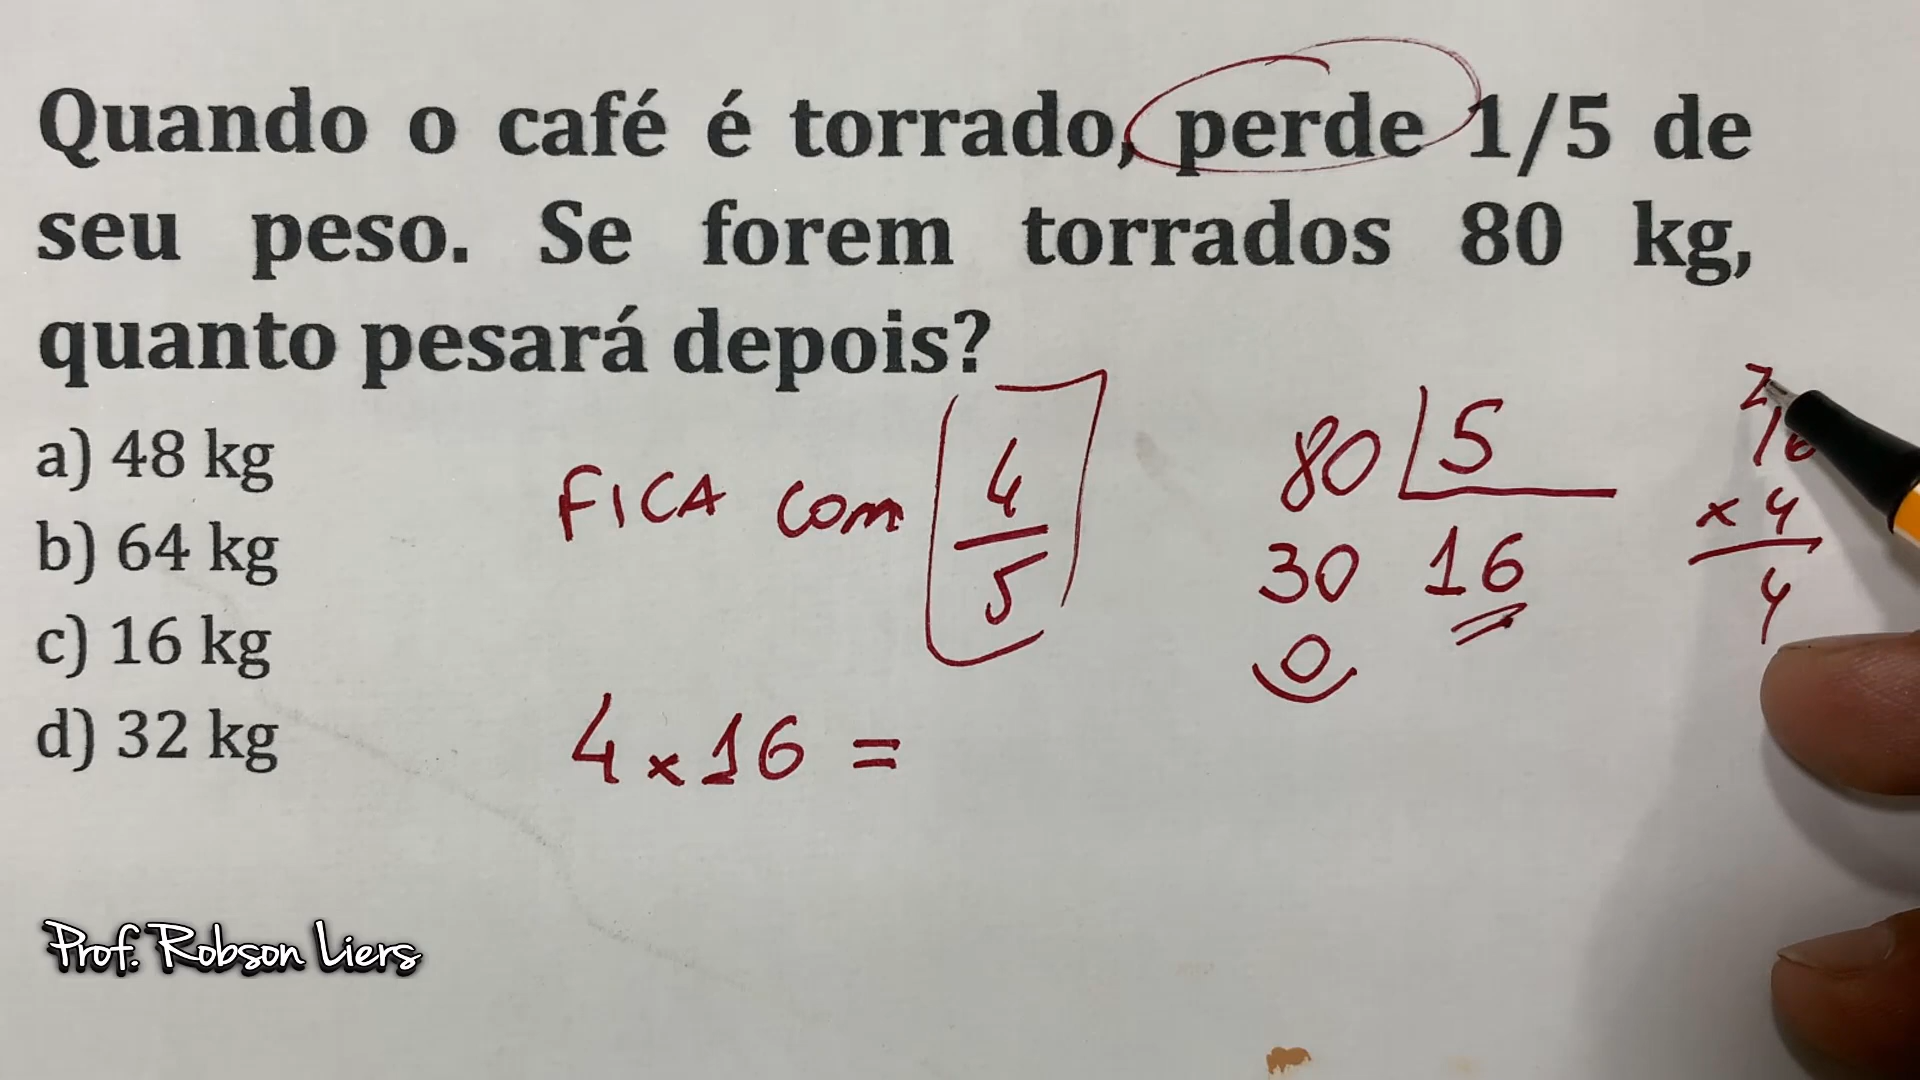 Quando o café é torrado, perde 1/5 de
seu peso. Se forem torrados 80 kg,
quanto pesará depois?
a) 48 kg
b) 64 kg
c) 16 kg
d) 32 kg
FICA com 4/5
4 x 16 =
80 5
30 16
0
2
16
x 4
4
Prof. Robson Liers